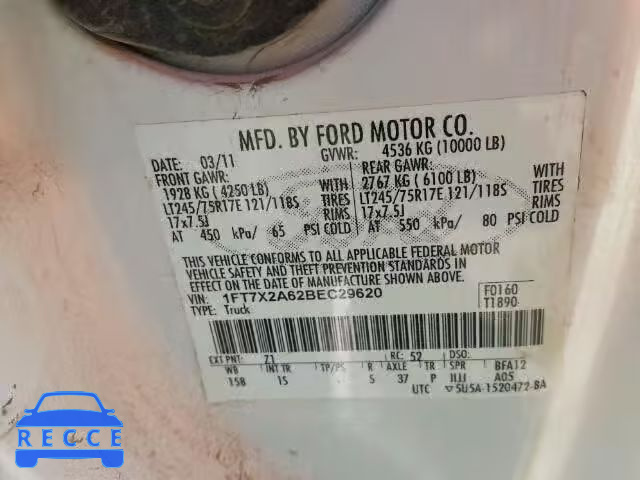 MFD. BY FORD MOTOR CO.
DATE: 03/11 GVWR: 4536 KG (10000 LB)
FRONT GAWR: REAR GAWR:
1928 KG ( 4250 LB) WITH 2767 KG ( 6100 LB) WITH
LT245/75R17E 121/118S TIRES LT245/75R17E 121/118S TIRES
17x7.5J RIMS 17x7.5J RIMS
AT 450 kPa/ 65 PSI COLD AT 550 kPa/ 80 PSI COLD
THIS VEHICLE CONFORMS TO ALL APPLICABLE FEDERAL MOTOR
VEHICLE SAFETY AND THEFT PREVENTION STANDARDS IN
EFFECT ON THE DATE OF MANUFACTURE SHOWN ABOVE.
VIN: 1FT7X2A62BEC29620 F0160
TYPE: Truck T1890
EXT PNT: Z1 RC: 52 DSO:
WB INT TR TP/PS R AXLE TR SPR BFA12
158 IS 5 37 P A05
UTC ▽5U5A-1520472-BA
RECCE